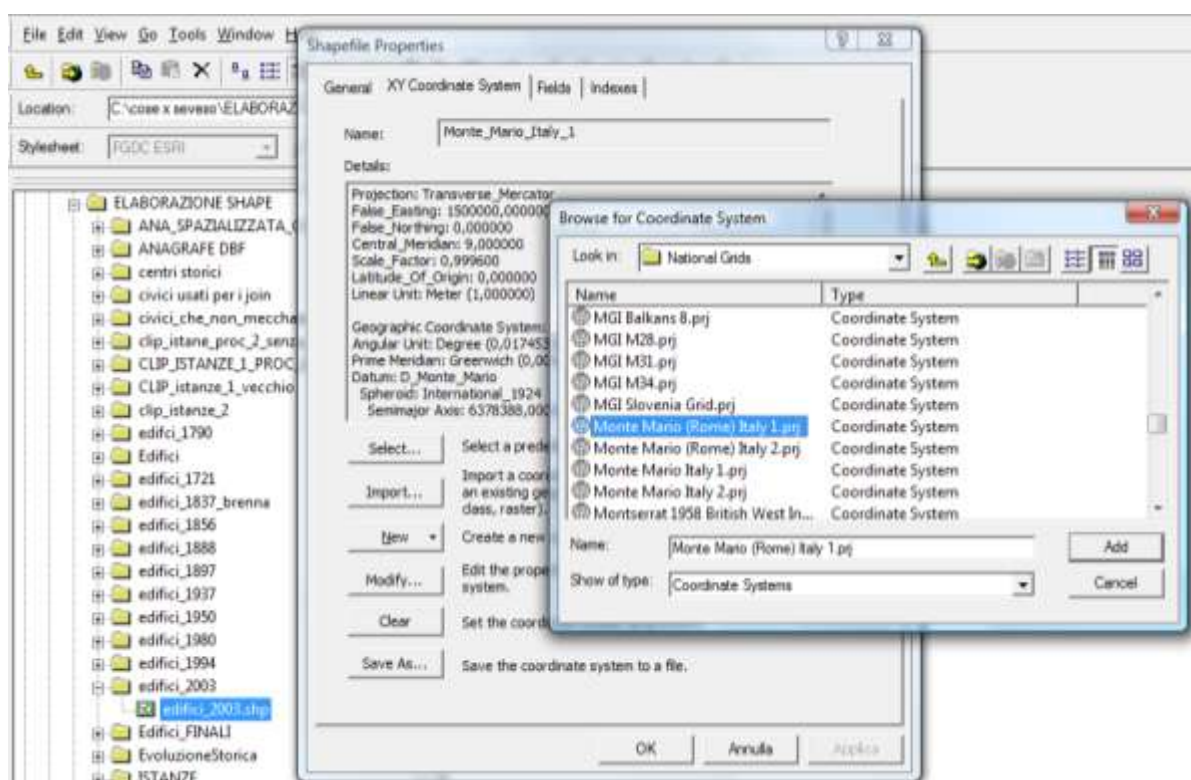 File Edit View Go Tools Window H
Location: C:\cose x seveso\ELABORAZ
Stylesheet: FGDC ESRI
ELABORAZIONE SHAPE
ANA_SPAZIALIZZATA_
ANAGRAFE DBF
centri storici
civici usati per i join
civici_che_non_meccha
clip_istane_proc_2_senz
CLIP_ISTANZE_1_PROC_
CLIP_istanze_1_vecchio
clip_istanze_2
edifci_1790
Edifici
edifici_1721
edifici_1837_brenna
edifici_1856
edifici_1888
edifici_1897
edifici_1937
edifici_1950
edifici_1980
edifici_1994
edifici_2003
edifici_2003.shp
Edifici_FINALI
EvoluzioneStorica
ISTANZE
Shapefile Properties
General XY Coordinate System Fields Indexes
Name: Monte_Mario_Italy_1
Details:
Projection: Transverse_Mercator
False_Easting: 1500000,000000
False_Northing: 0,000000
Central_Meridian: 9,000000
Scale_Factor: 0,999600
Latitude_Of_Origin: 0,000000
Linear Unit: Meter (1,000000)
Geographic Coordinate System:
Angular Unit: Degree (0,017453
Prime Meridian: Greenwich (0,00
Datum: D_Monte_Mario
Spheroid: International_1924
Semimajor Axis: 6378388,000
Select... Select a prede
Import... Import a coor
an existing ge
class, raster).
New Create a new
Modify... Edit the prope
system.
Clear Set the coord
Save As... Save the coordinate system to a file.
OK Annulla Applica
Browse for Coordinate System
Look in: National Grids
Name Type
MGI Balkans 8.prj Coordinate System
MGI M28.prj Coordinate System
MGI M31.prj Coordinate System
MGI M34.prj Coordinate System
MGI Slovenia Grid.prj Coordinate System
Monte Mario (Rome) Italy 1.prj Coordinate System
Monte Mario (Rome) Italy 2.prj Coordinate System
Monte Mario Italy 1.prj Coordinate System
Monte Mario Italy 2.prj Coordinate System
Montserrat 1958 British West In... Coordinate System
Name: Monte Mario (Rome) Italy 1.prj Add
Show of type: Coordinate Systems Cancel